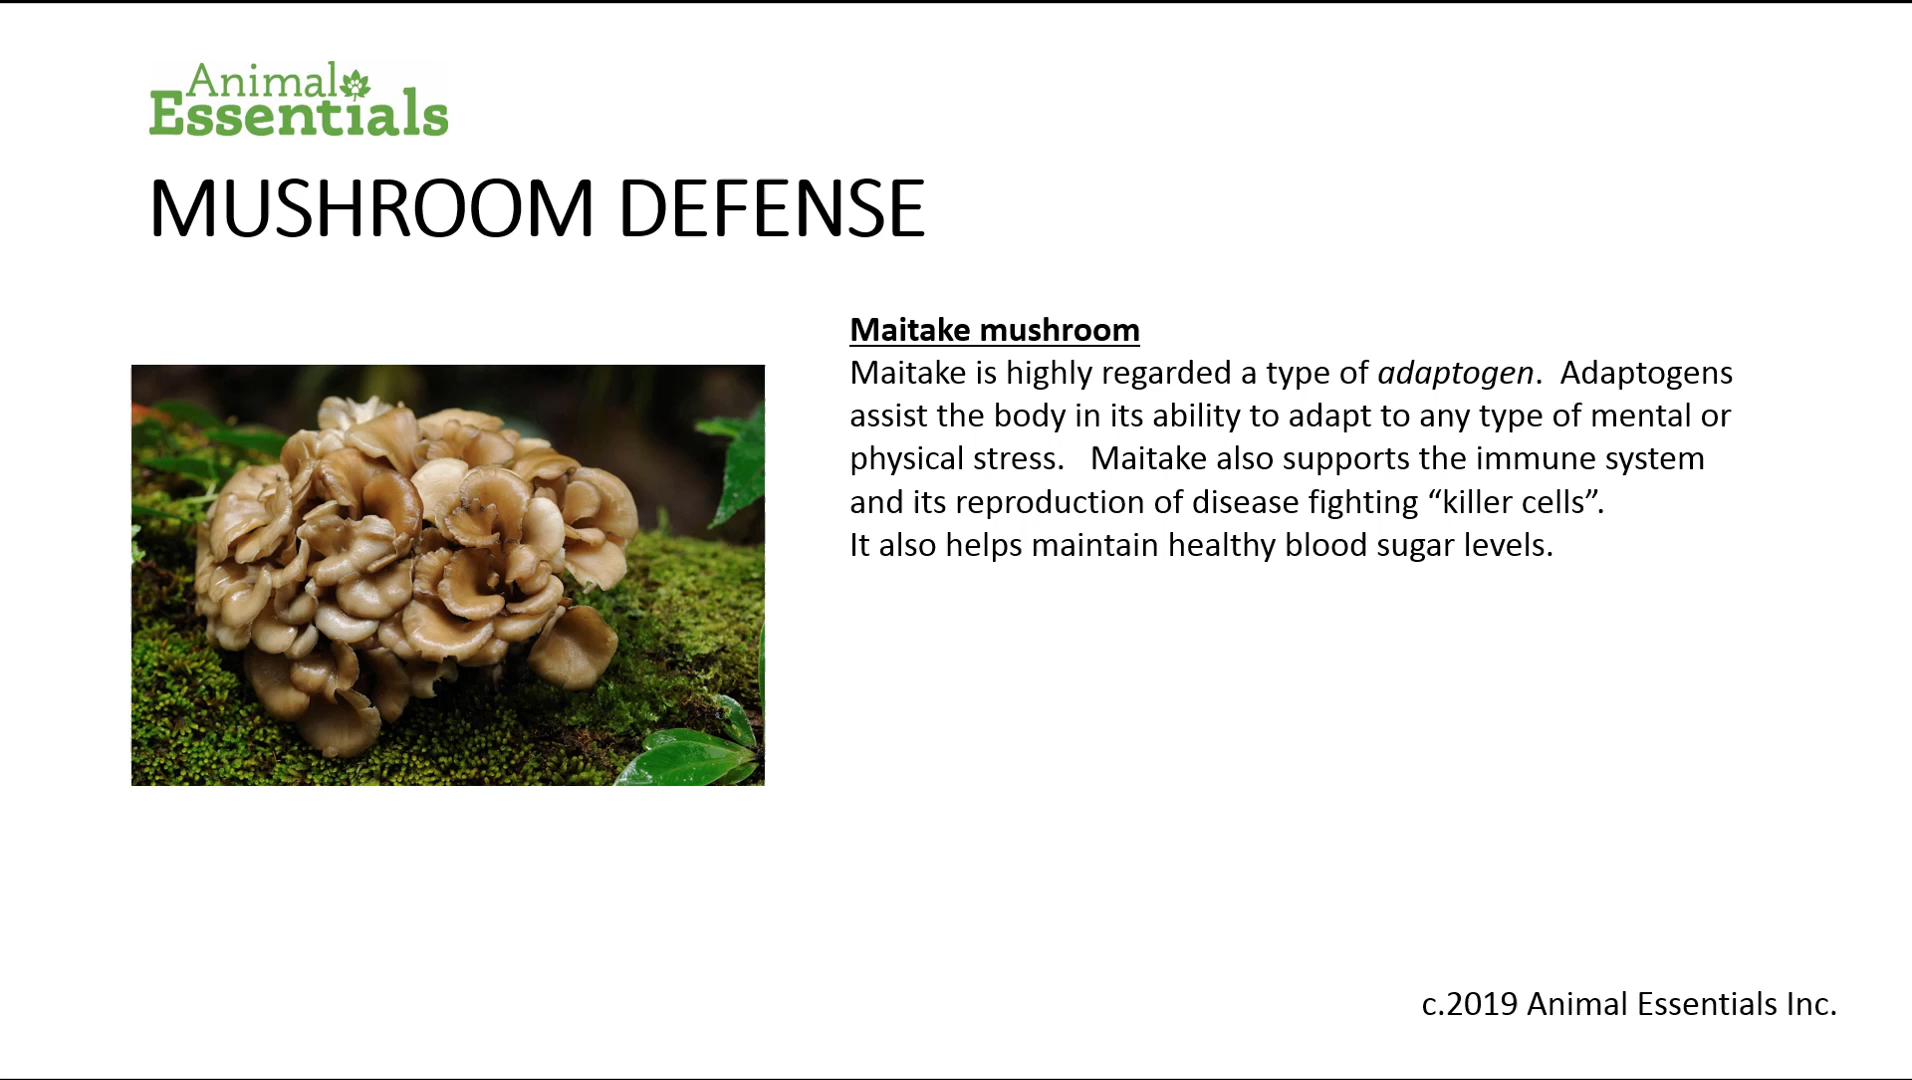 Animal
Essentials
MUSHROOM DEFENSE
Maitake mushroom
Maitake is highly regarded a type of adaptogen.  Adaptogens
assist the body in its ability to adapt to any type of mental or
physical stress.   Maitake also supports the immune system
and its reproduction of disease fighting “killer cells”.
It also helps maintain healthy blood sugar levels.
c.2019 Animal Essentials Inc.